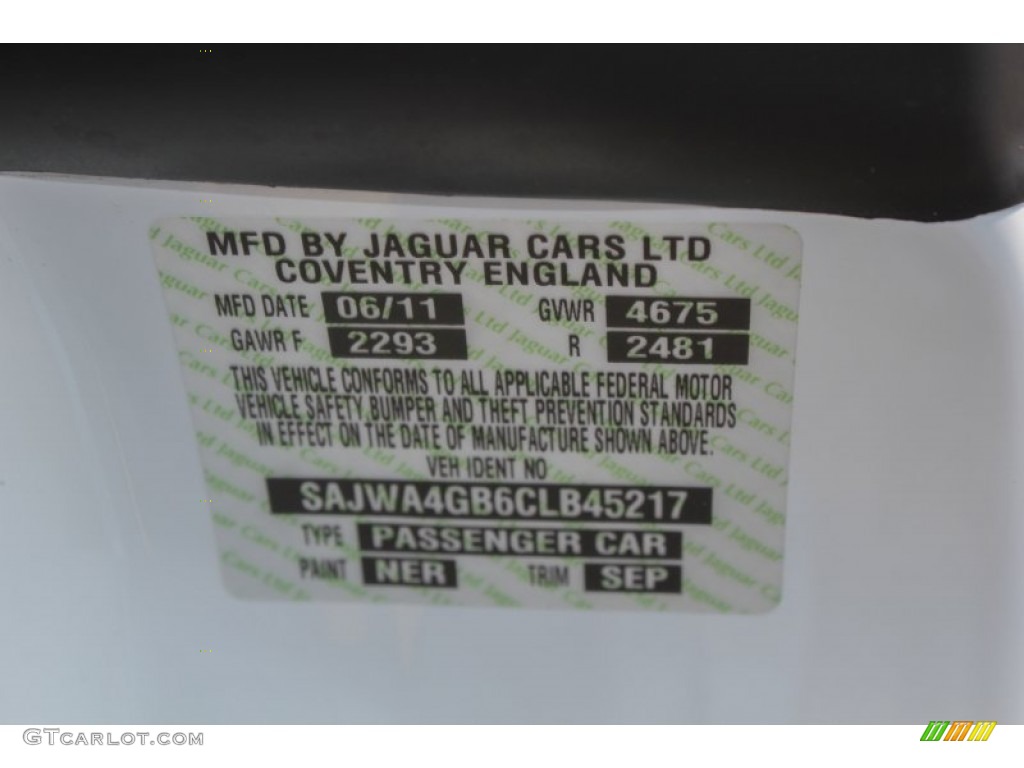 MFD BY JAGUAR CARS LTD
COVENTRY ENGLAND
MFD DATE 06/11 GVWR 4675
GAWR F 2293 R 2481
THIS VEHICLE CONFORMS TO ALL APPLICABLE FEDERAL MOTOR
VEHICLE SAFETY, BUMPER AND THEFT PREVENTION STANDARDS
IN EFFECT ON THE DATE OF MANUFACTURE SHOWN ABOVE.
VEH IDENT NO
SAJWA4GB6CLB45217
TYPE PASSENGER CAR
PAINT NER TRIM SEP
GTCARLOT.COM